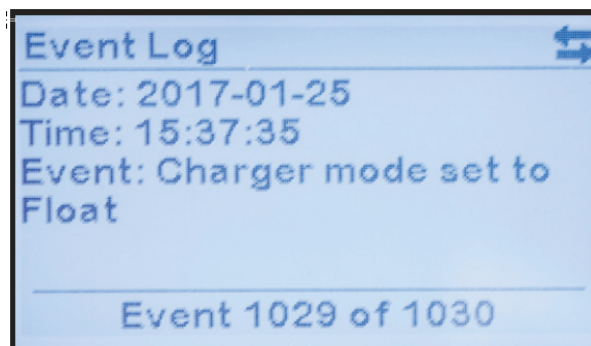 Event Log
Date: 2017-01-25
Time: 15:37:35
Event: Charger mode set to
Float
Event 1029 of 1030